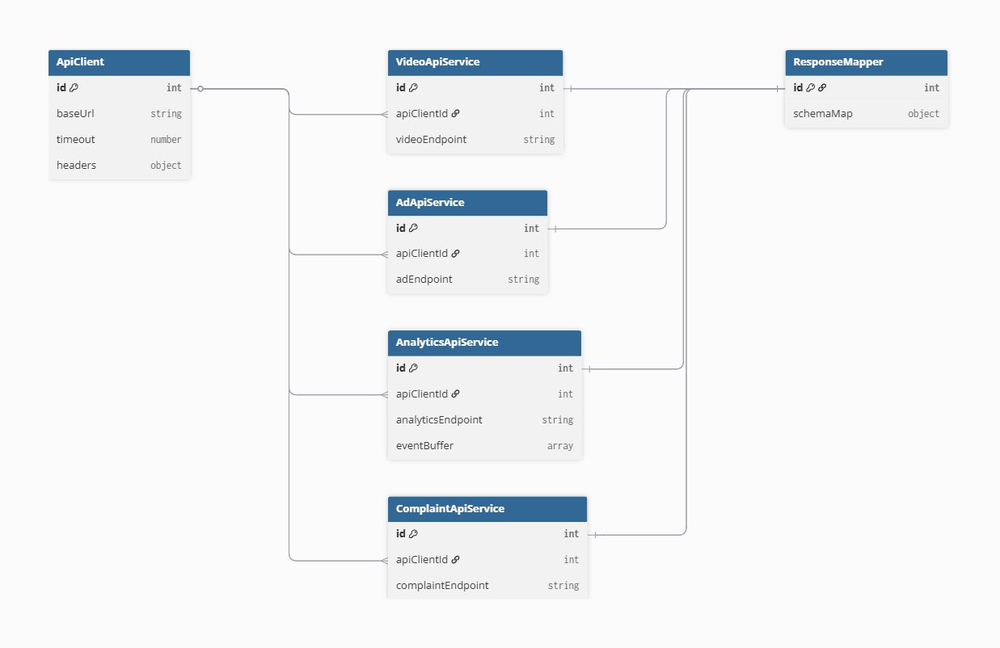 ApiClient
id int
baseUrl string
timeout number
headers object
VideoApiService
id int
apiClientId int
videoEndpoint string
AdApiService
id int
apiClientId int
adEndpoint string
AnalyticsApiService
id int
apiClientId int
analyticsEndpoint string
eventBuffer array
ComplaintApiService
id int
apiClientId int
complaintEndpoint string
ResponseMapper
id int
schemaMap object